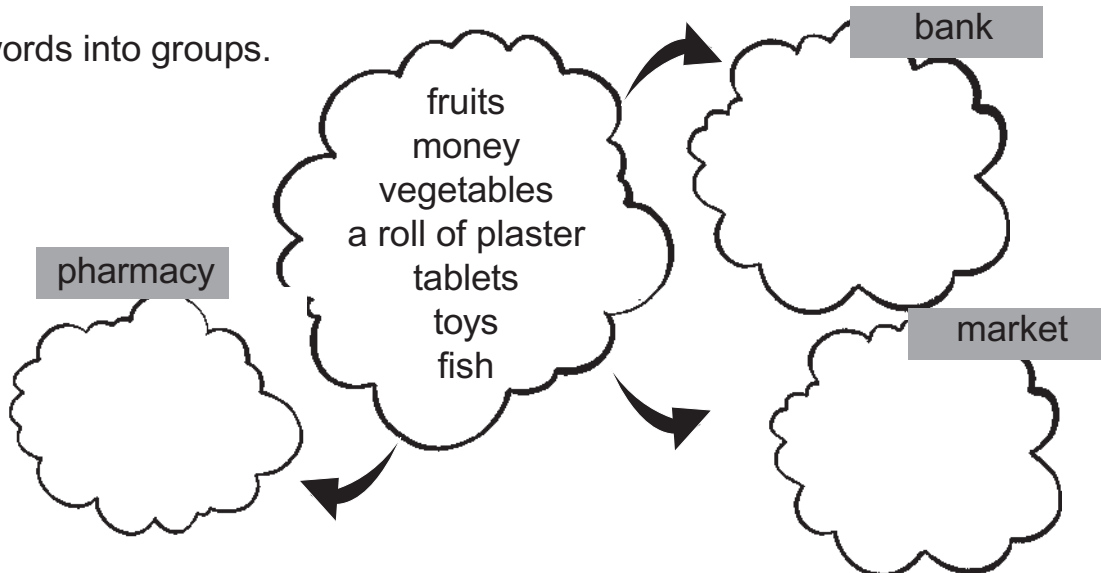 words into groups.
bank
fruits
money
vegetables
a roll of plaster
tablets
toys
fish
pharmacy
market